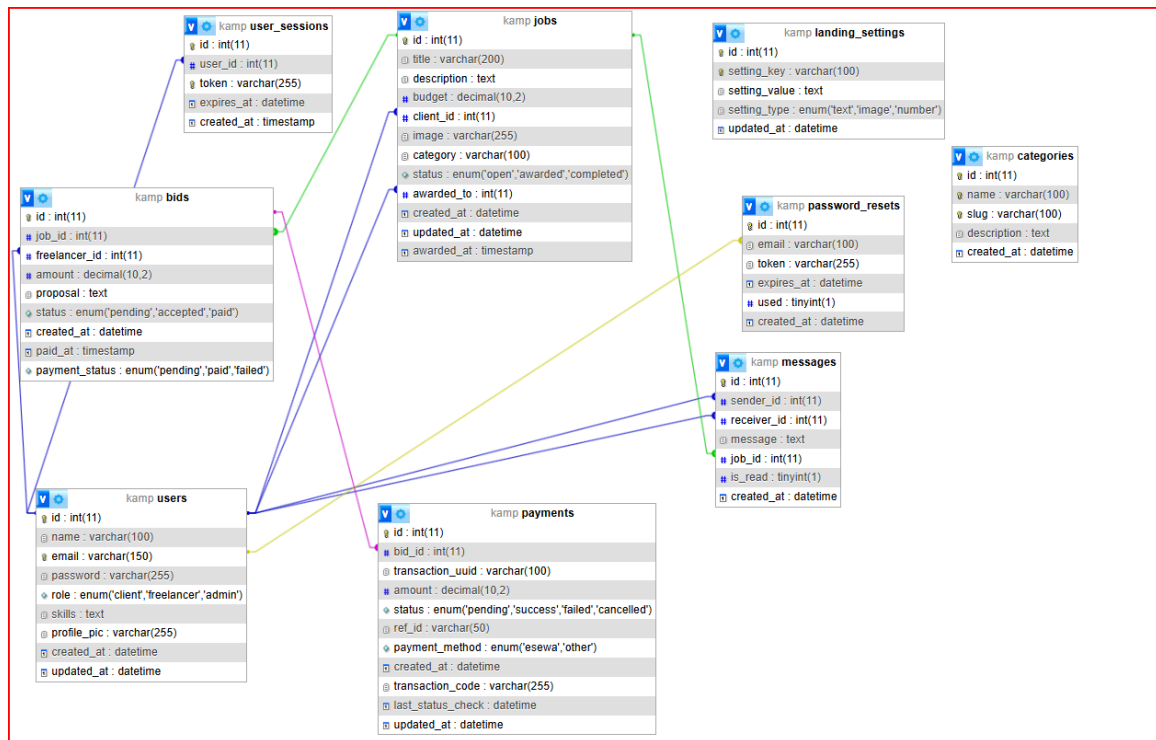 kamp user_sessions
id : int(11)
user_id : int(11)
token : varchar(255)
expires_at : datetime
created_at : timestamp
kamp jobs
id : int(11)
title : varchar(200)
description : text
budget : decimal(10,2)
client_id : int(11)
image : varchar(255)
category : varchar(100)
status : enum('open','awarded','completed')
awarded_to : int(11)
created_at : datetime
updated_at : datetime
awarded_at : timestamp
kamp landing_settings
id : int(11)
setting_key : varchar(100)
setting_value : text
setting_type : enum('text','image','number')
updated_at : datetime
kamp categories
id : int(11)
name : varchar(100)
slug : varchar(100)
description : text
created_at : datetime
kamp bids
id : int(11)
job_id : int(11)
freelancer_id : int(11)
amount : decimal(10,2)
proposal : text
status : enum('pending','accepted','paid')
created_at : datetime
paid_at : timestamp
payment_status : enum('pending','paid','failed')
kamp password_resets
id : int(11)
email : varchar(100)
token : varchar(255)
expires_at : datetime
used : tinyint(1)
created_at : datetime
kamp messages
id : int(11)
sender_id : int(11)
receiver_id : int(11)
message : text
job_id : int(11)
is_read : tinyint(1)
created_at : datetime
kamp users
id : int(11)
name : varchar(100)
email : varchar(150)
password : varchar(255)
role : enum('client','freelancer','admin')
skills : text
profile_pic : varchar(255)
created_at : datetime
updated_at : datetime
kamp payments
id : int(11)
bid_id : int(11)
transaction_uuid : varchar(100)
amount : decimal(10,2)
status : enum('pending','success','failed','cancelled')
ref_id : varchar(50)
payment_method : enum('esewa','other')
created_at : datetime
transaction_code : varchar(255)
last_status_check : datetime
updated_at : datetime